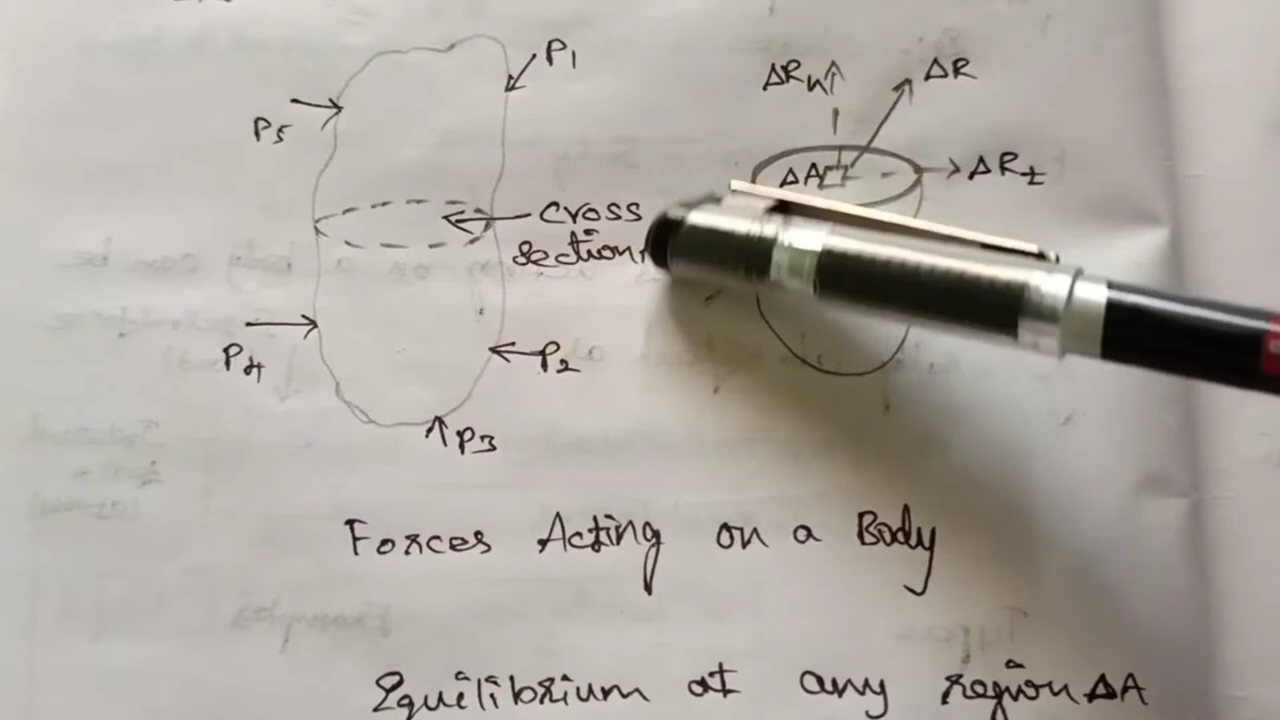 P1
P5
cross
section
P4
P2
P3
ΔRn
ΔR
ΔA
ΔRt
Forces Acting on a Body
Equilibrium at any region ΔA